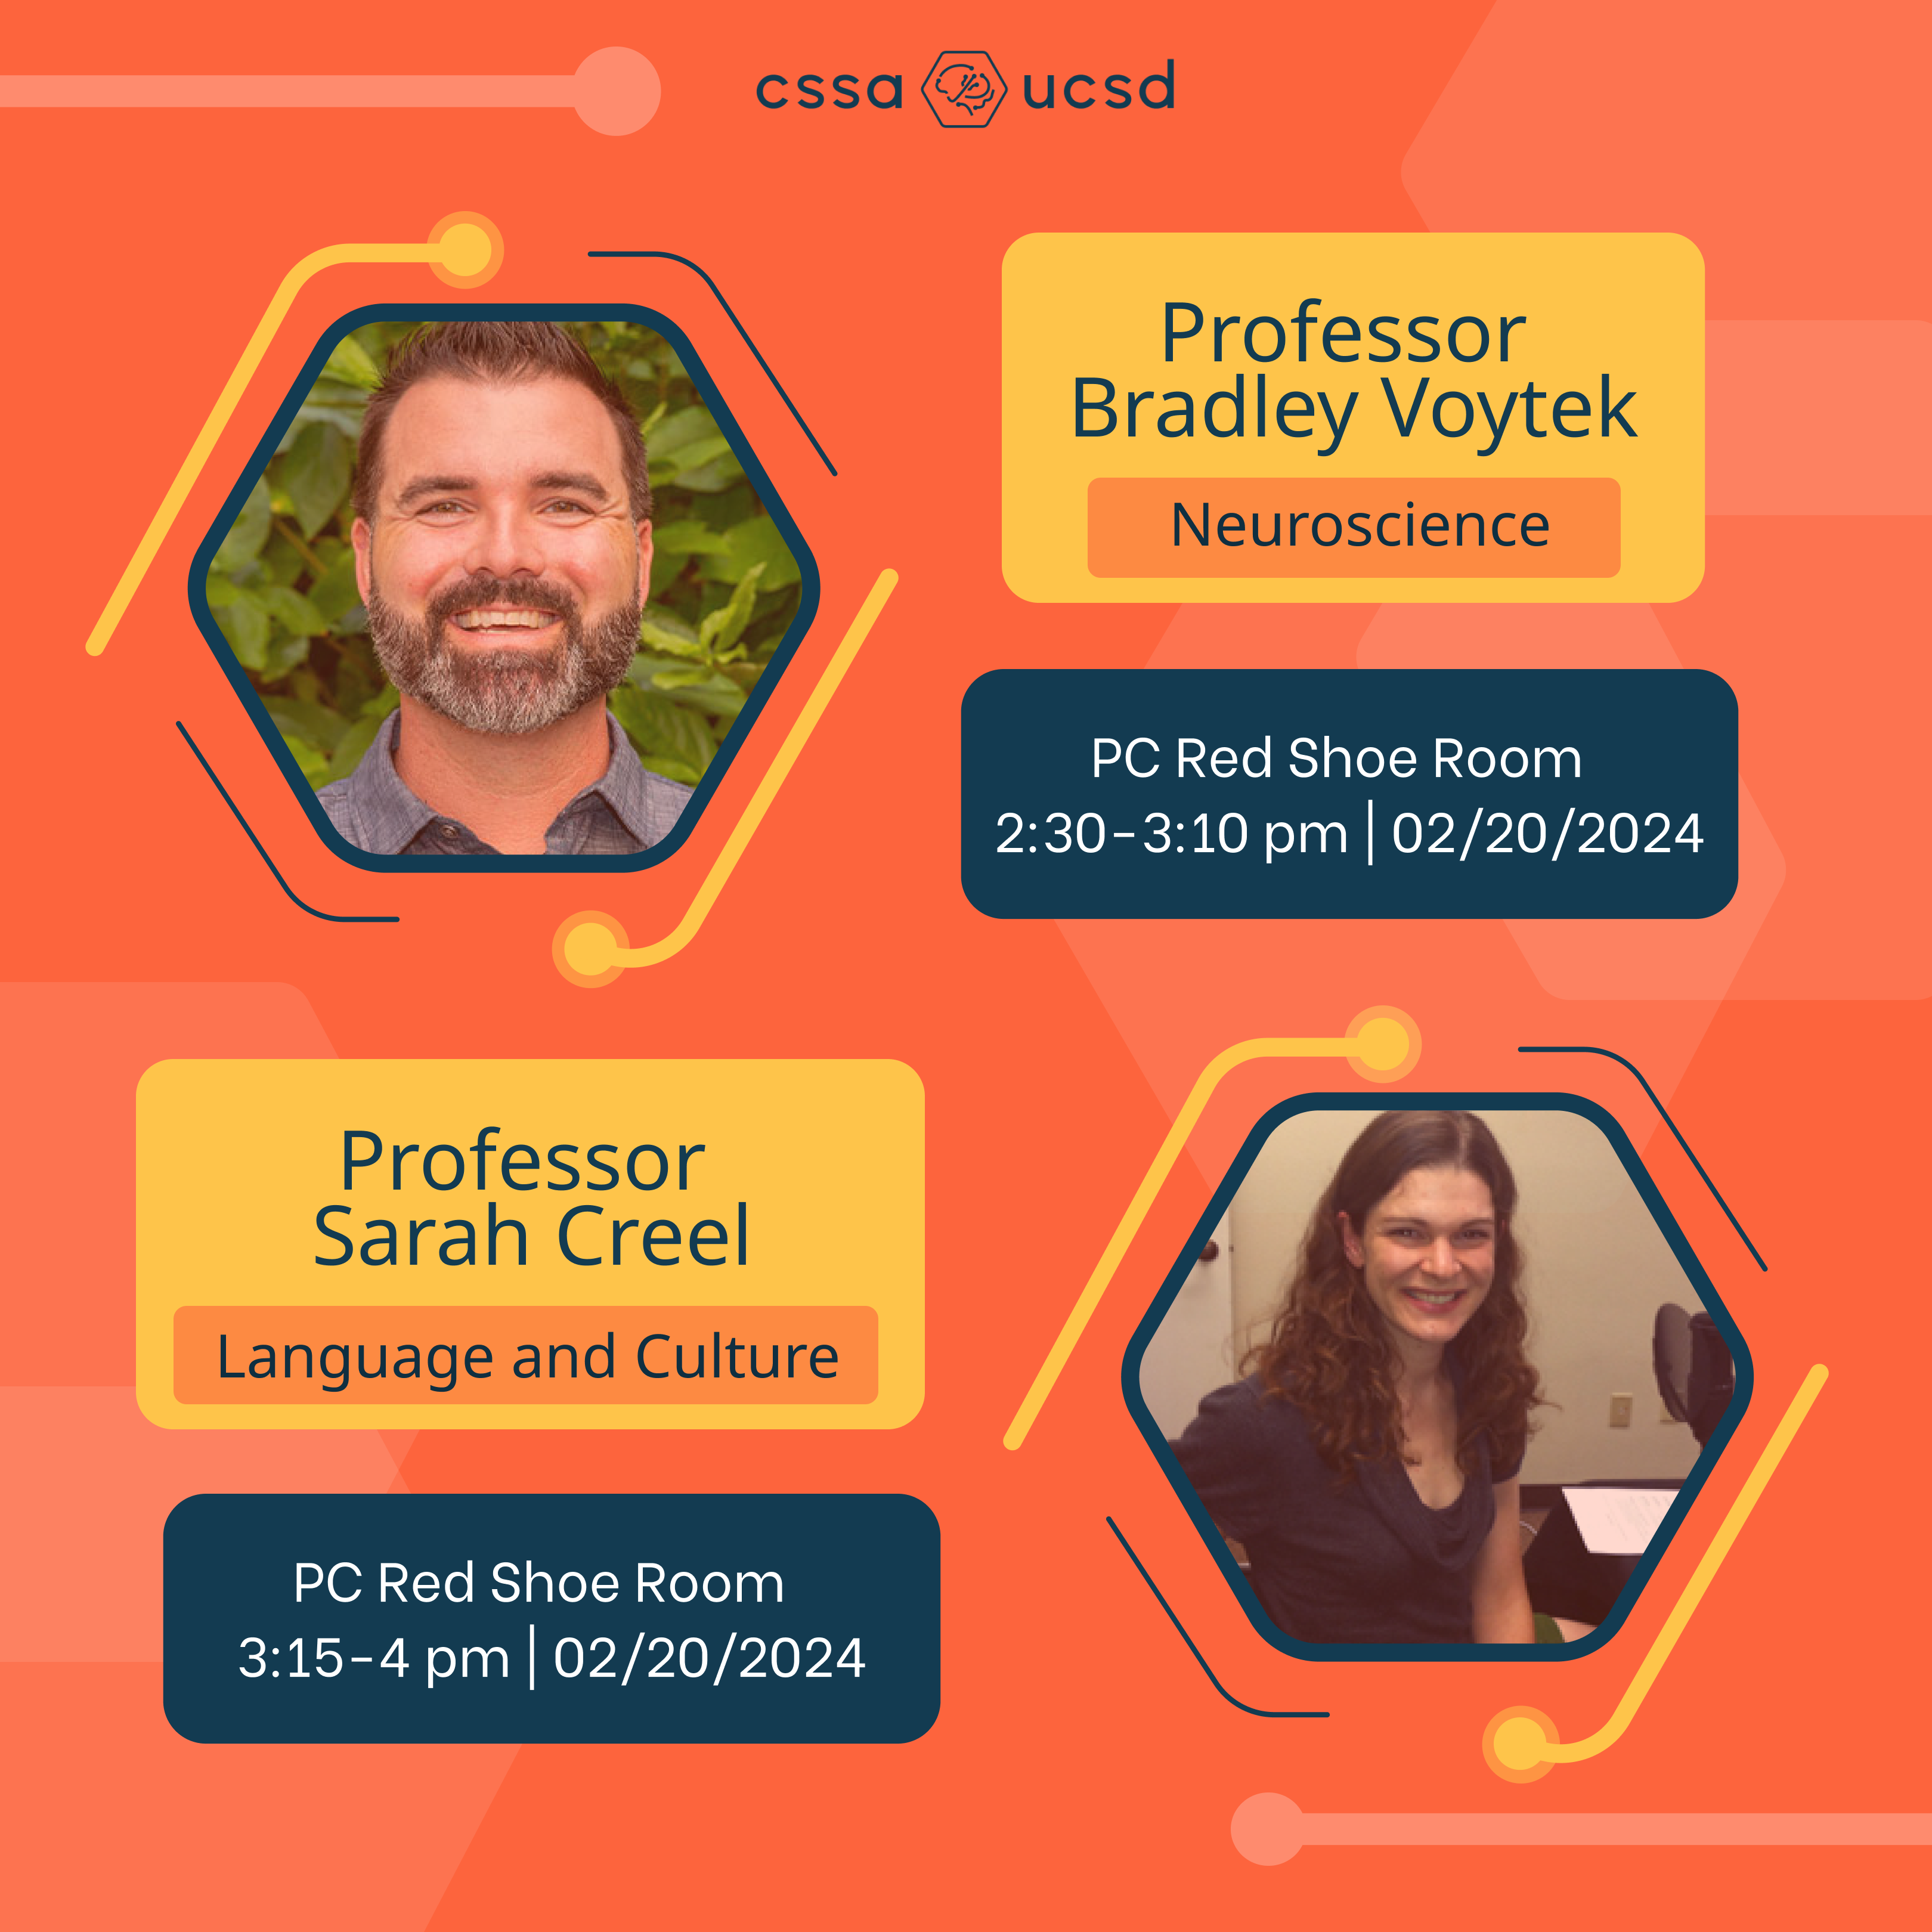 cssa ucsd
Professor
Bradley Voytek
Neuroscience
PC Red Shoe Room
2:30-3:10 pm | 02/20/2024
Professor
Sarah Creel
Language and Culture
PC Red Shoe Room
3:15-4 pm | 02/20/2024